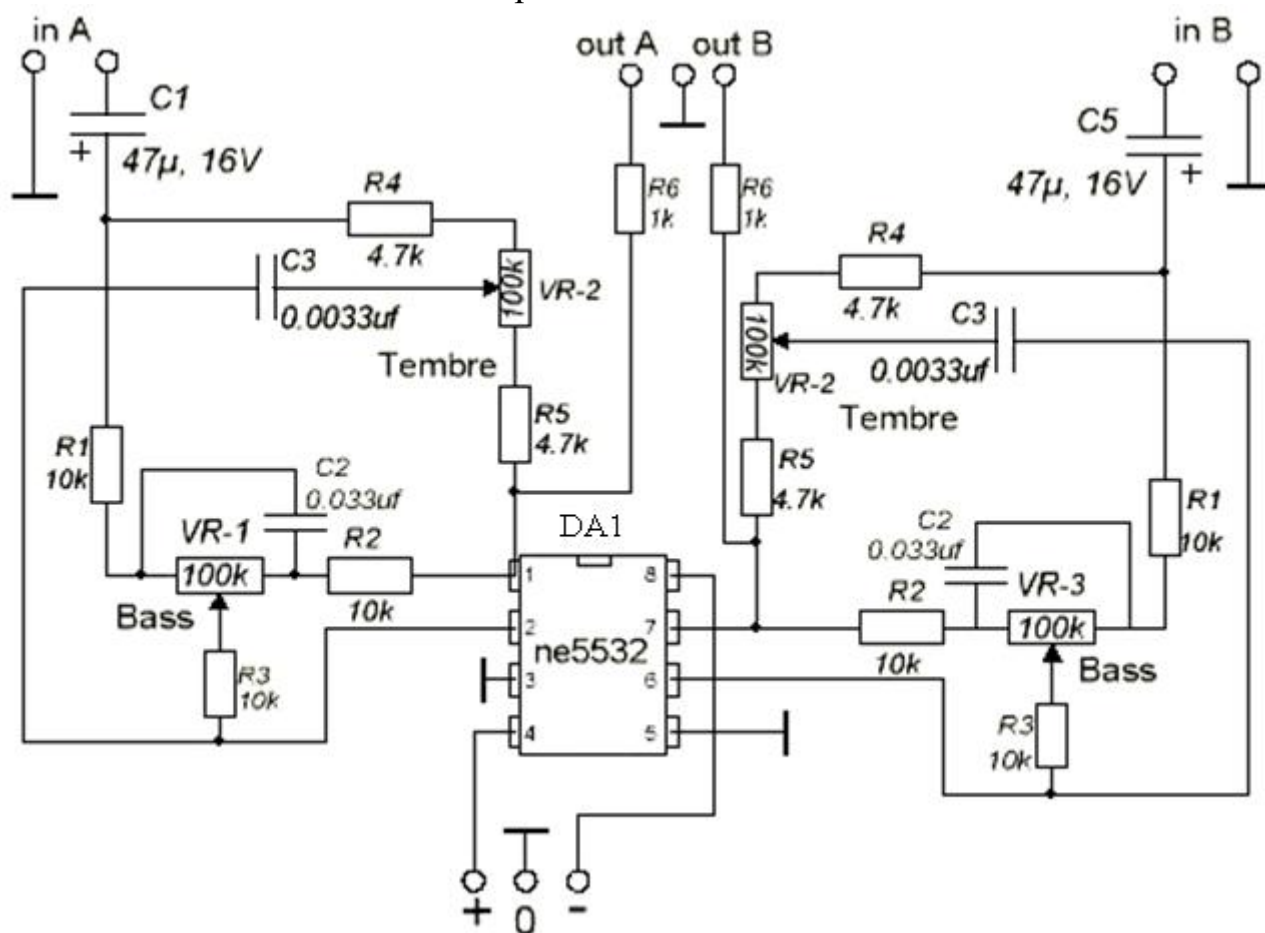 in A
out A
out B
in B
C1
47µ, 16V
+
C5
47µ, 16V
+
R4
4.7k
C3
0.0033uf
100k
VR-2
Tembre
R5
4.7k
R6
1k
R6
1k
R4
4.7k
C3
0.0033uf
100k
VR-2
Tembre
R5
4.7k
R1
10k
C2
0.033uf
VR-1
100k
Bass
R2
10k
R3
10k
DA1
1
2
3
4
8
7
6
5
ne5532
R2
10k
C2
0.033uf
VR-3
100k
Bass
R1
10k
R3
10k
+
0
-